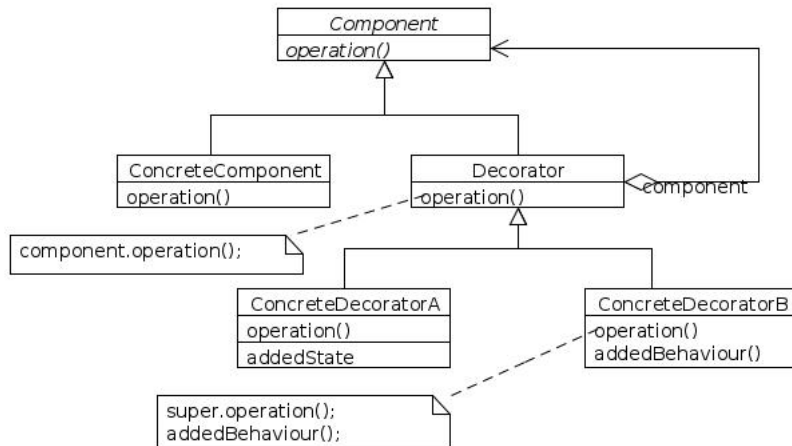 Component
operation()
ConcreteComponent
operation()
Decorator
operation()
component
component.operation();
ConcreteDecoratorA
operation()
addedState
ConcreteDecoratorB
operation()
addedBehaviour()
super.operation();
addedBehaviour();